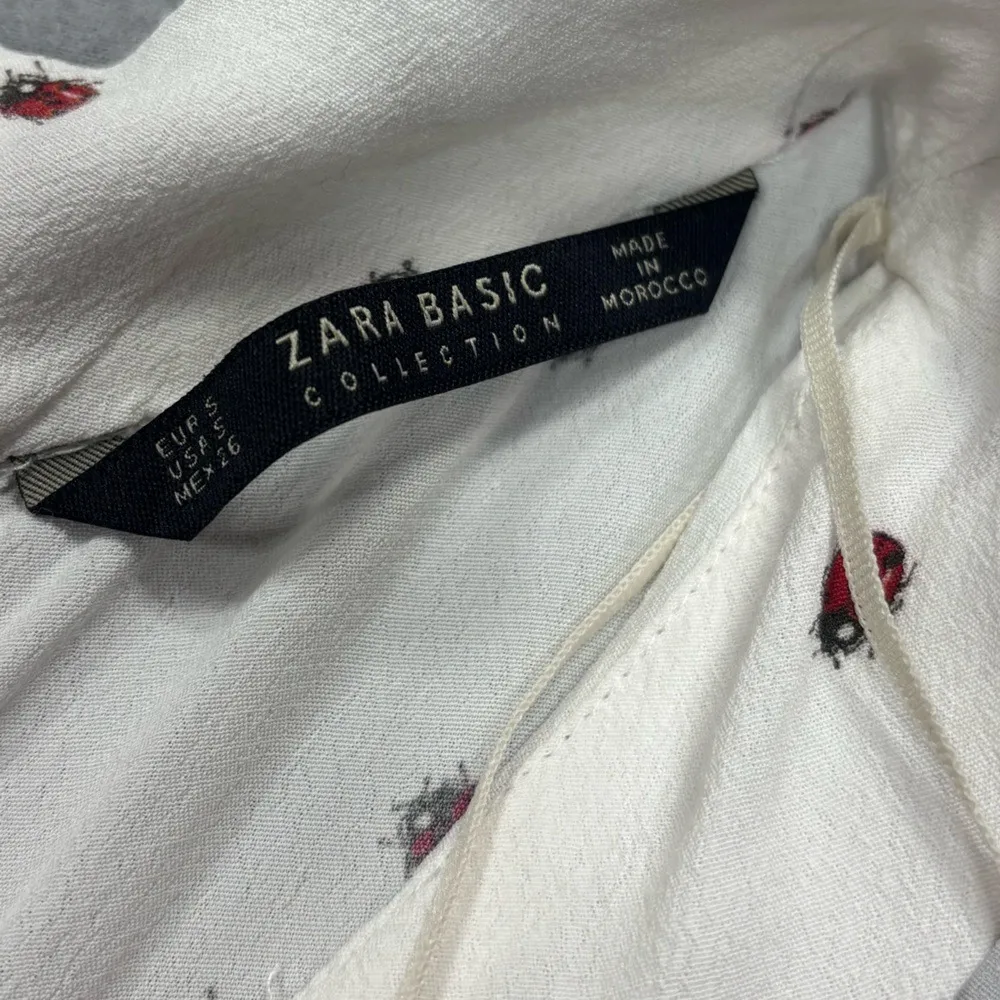 ZARA BASIC
COLLECTION
MADE
IN
MOROCCO
EUR S
USA S
MEX 26